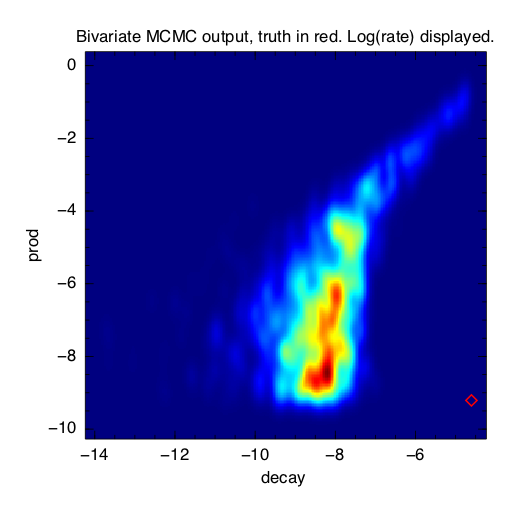 Bivariate MCMC output, truth in red. Log(rate) displayed.
0
−2
−4
prod
−6
−8
−10
−14 −12 −10 −8 −6
decay